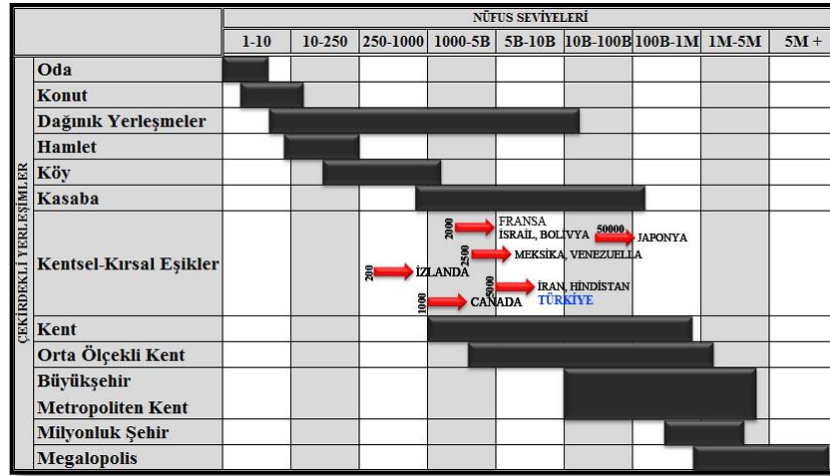 NÜFUS SEVİYELERİ
1-10 10-250 250-1000 1000-5B 5B-10B 10B-100B 100B-1M 1M-5M 5M +
ÇEKİRDEKLİ YERLEŞİMLER
Oda
Konut
Dağınık Yerleşmeler
Hamlet
Köy
Kasaba
Kentsel-Kırsal Eşikler
2000 FRANSA
İSRAİL, BOLİVYA
50000 JAPONYA
2500 MEKSİKA, VENEZUELLA
200 İZLANDA
5000 İRAN, HİNDİSTAN
TÜRKİYE
1000 CANADA
Kent
Orta Ölçekli Kent
Büyükşehir
Metropoliten Kent
Milyonluk Şehir
Megalopolis